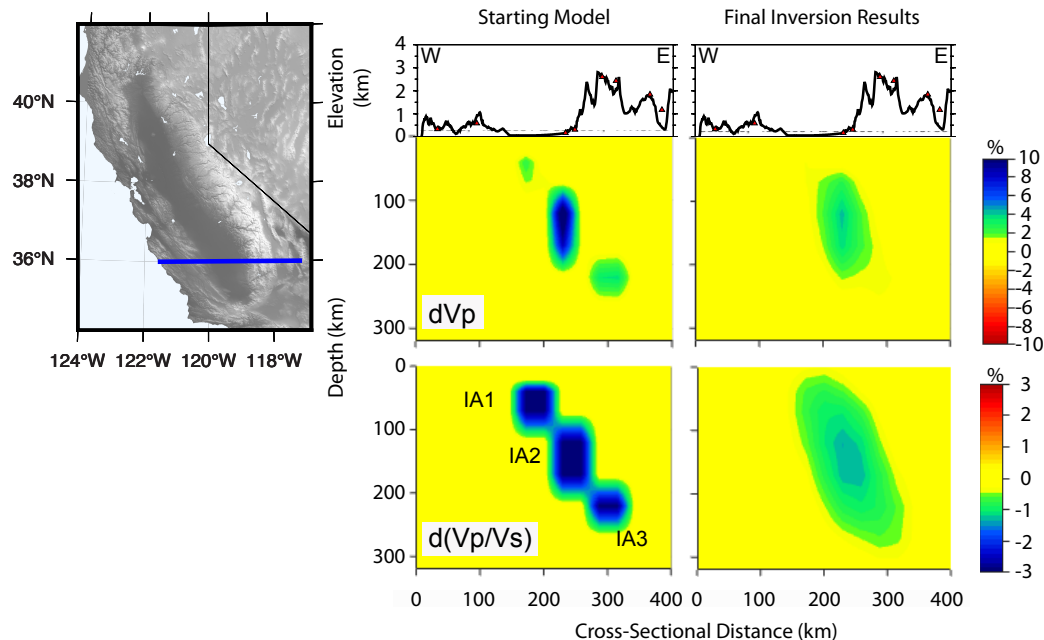 Starting Model
Final Inversion Results
Elevation
(km)
4
3
2
1
0
W
E
W
E
40°N
38°N
36°N
124°W
122°W
120°W
118°W
Depth (km)
100
200
300
dVp
%
10
8
6
4
2
0
-2
-4
-6
-8
-10
0
100
200
300
IA1
IA2
IA3
d(Vp/Vs)
%
3
2
1
0
-1
-2
-3
0
100
200
300
400
0
100
200
300
400
Cross-Sectional Distance (km)